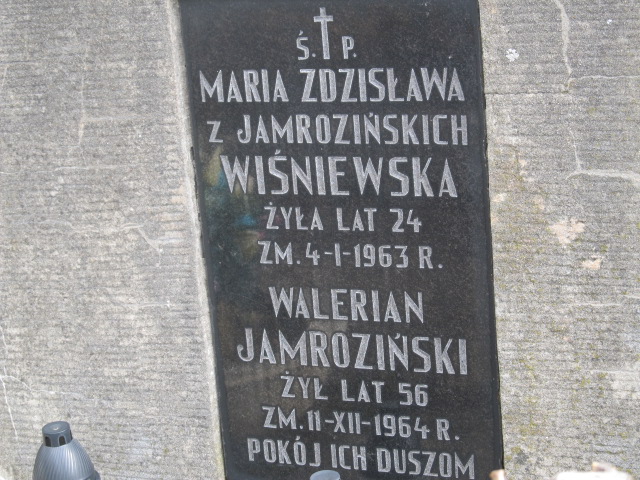 Ś. P.
MARIA ZDZISŁAWA
z JAMROZIŃSKICH
WIŚNIEWSKA
ŻYŁA LAT 24
ZM. 4-I-1963 R.
WALERIAN
JAMROZIŃSKI
ŻYŁ LAT 56
ZM. 11-XII-1964 R.
POKÓJ ICH DUSZOM